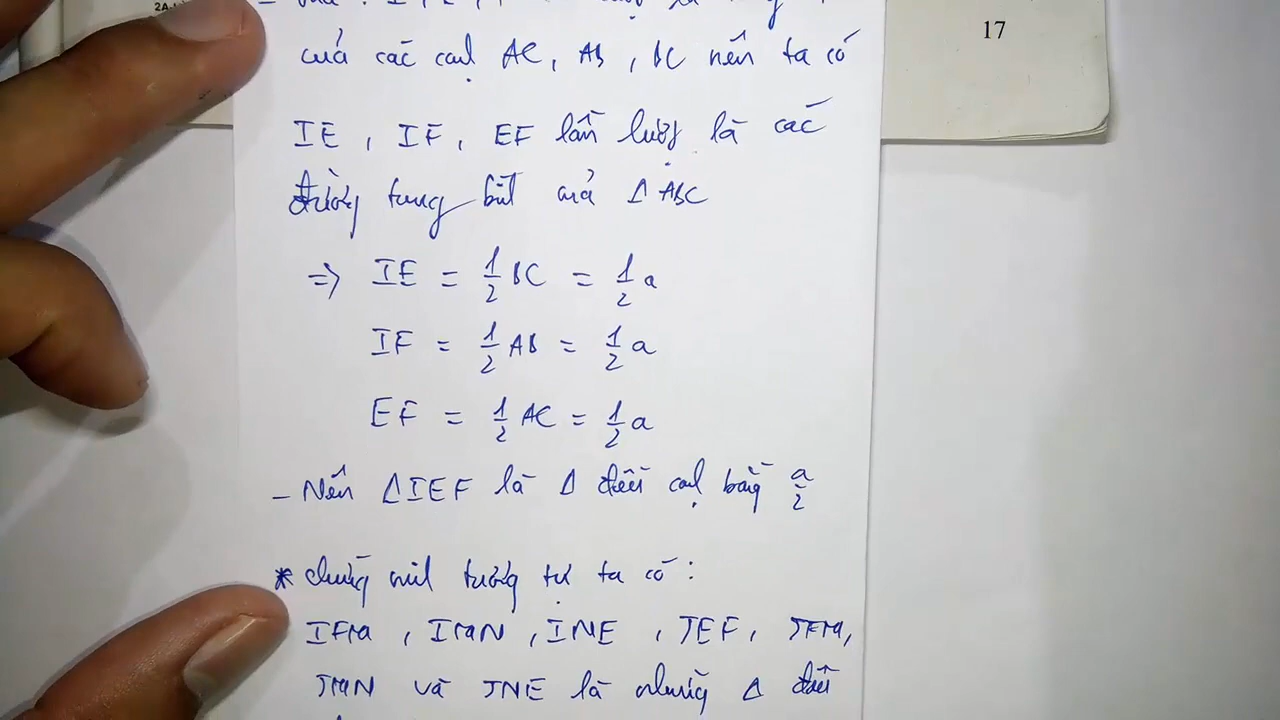 17
của các cạnh AC, AB, BC nên ta có
IE, IF, EF lần lượt là các
đường trung bình của Δ ABC
=> IE = 1/2 BC = 1/2 a
IF = 1/2 AB = 1/2 a
EF = 1/2 AC = 1/2 a
- Nên ΔIEF là Δ đều cạnh bằng a/2
* chứng minh tương tự ta có:
IFM, IMN, INE, JEF, JFM,
JMN và JNE là những Δ đều